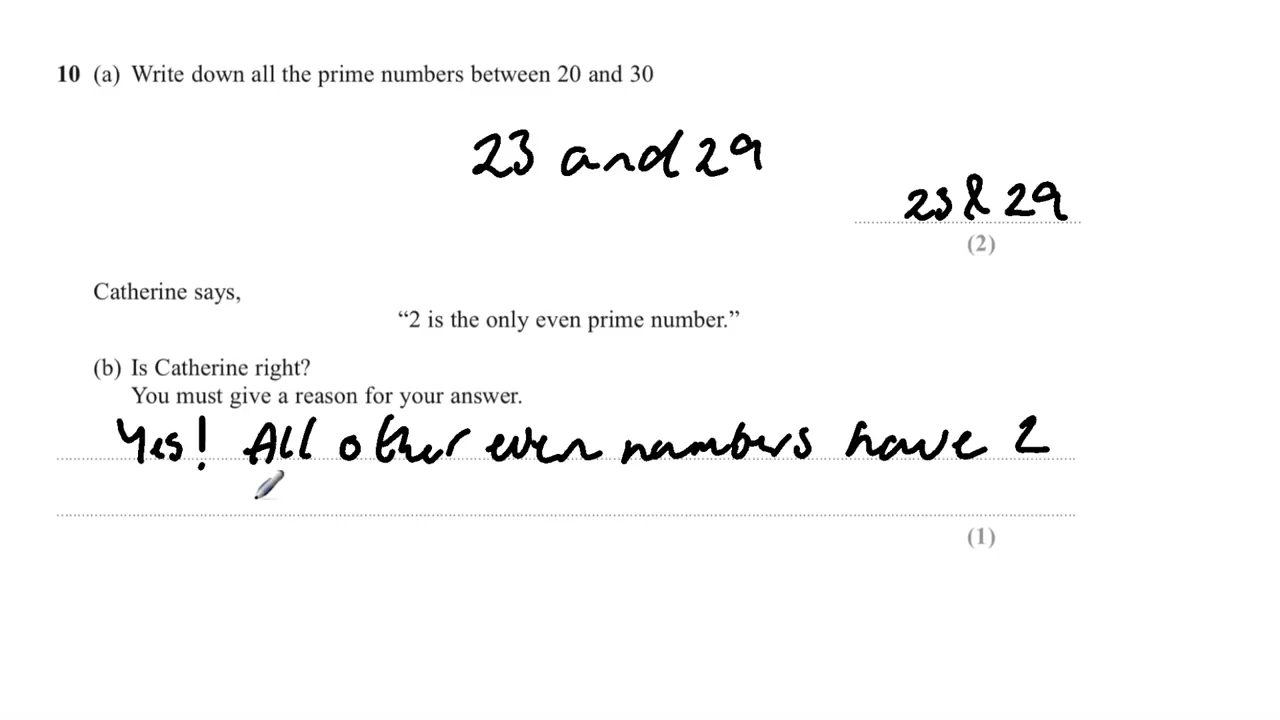 10 (a) Write down all the prime numbers between 20 and 30
23 and 29
23 & 29
(2)
Catherine says,
“2 is the only even prime number.”
(b) Is Catherine right?
You must give a reason for your answer.
Yes! All other even numbers have 2
(1)